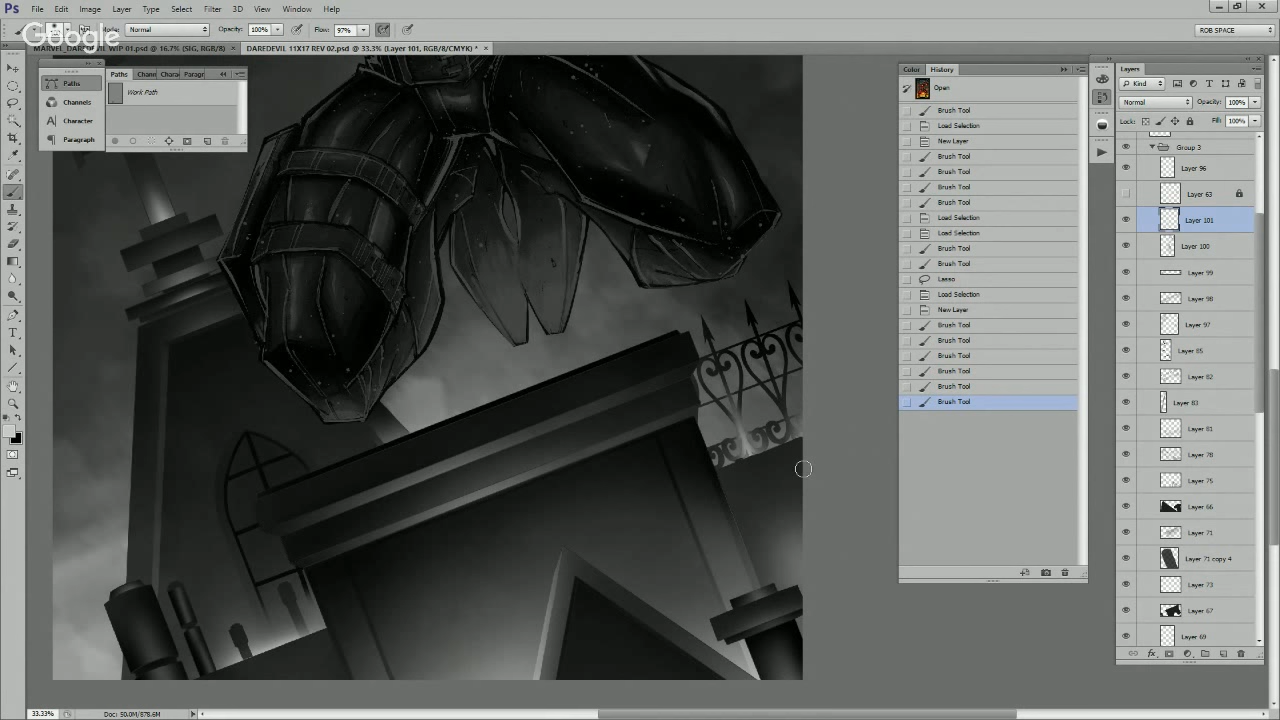 Ps File Edit Image Layer Type Select Filter 3D View Window Help
Google
Mode: Normal Opacity: 100% Flow: 97% ROB SPACE
MARVEL_DAREDEVIL WIP 01.psd @ 16.7% (SIG, RGB/8) × DAREDEVIL 11X17 REV 02.psd @ 33.3% (Layer 101, RGB/8/CMYK) * ×
Paths
Channels
Character
Paragraph
Paths Chann Chara Paragr
Work Path
Color History
Open
Brush Tool
Load Selection
New Layer
Brush Tool
Brush Tool
Brush Tool
Brush Tool
Load Selection
Load Selection
Brush Tool
Brush Tool
Lasso
Load Selection
New Layer
Brush Tool
Brush Tool
Brush Tool
Brush Tool
Brush Tool
Brush Tool
Layers
Kind
Normal Opacity: 100%
Lock: Fill: 100%
Group 3
Layer 96
Layer 63
Layer 101
Layer 100
Layer 99
Layer 98
Layer 97
Layer 85
Layer 82
Layer 83
Layer 81
Layer 78
Layer 75
Layer 66
Layer 71
Layer 71 copy 4
Layer 73
Layer 67
Layer 69
fx
33.33% Doc: 50.0M/878.6M